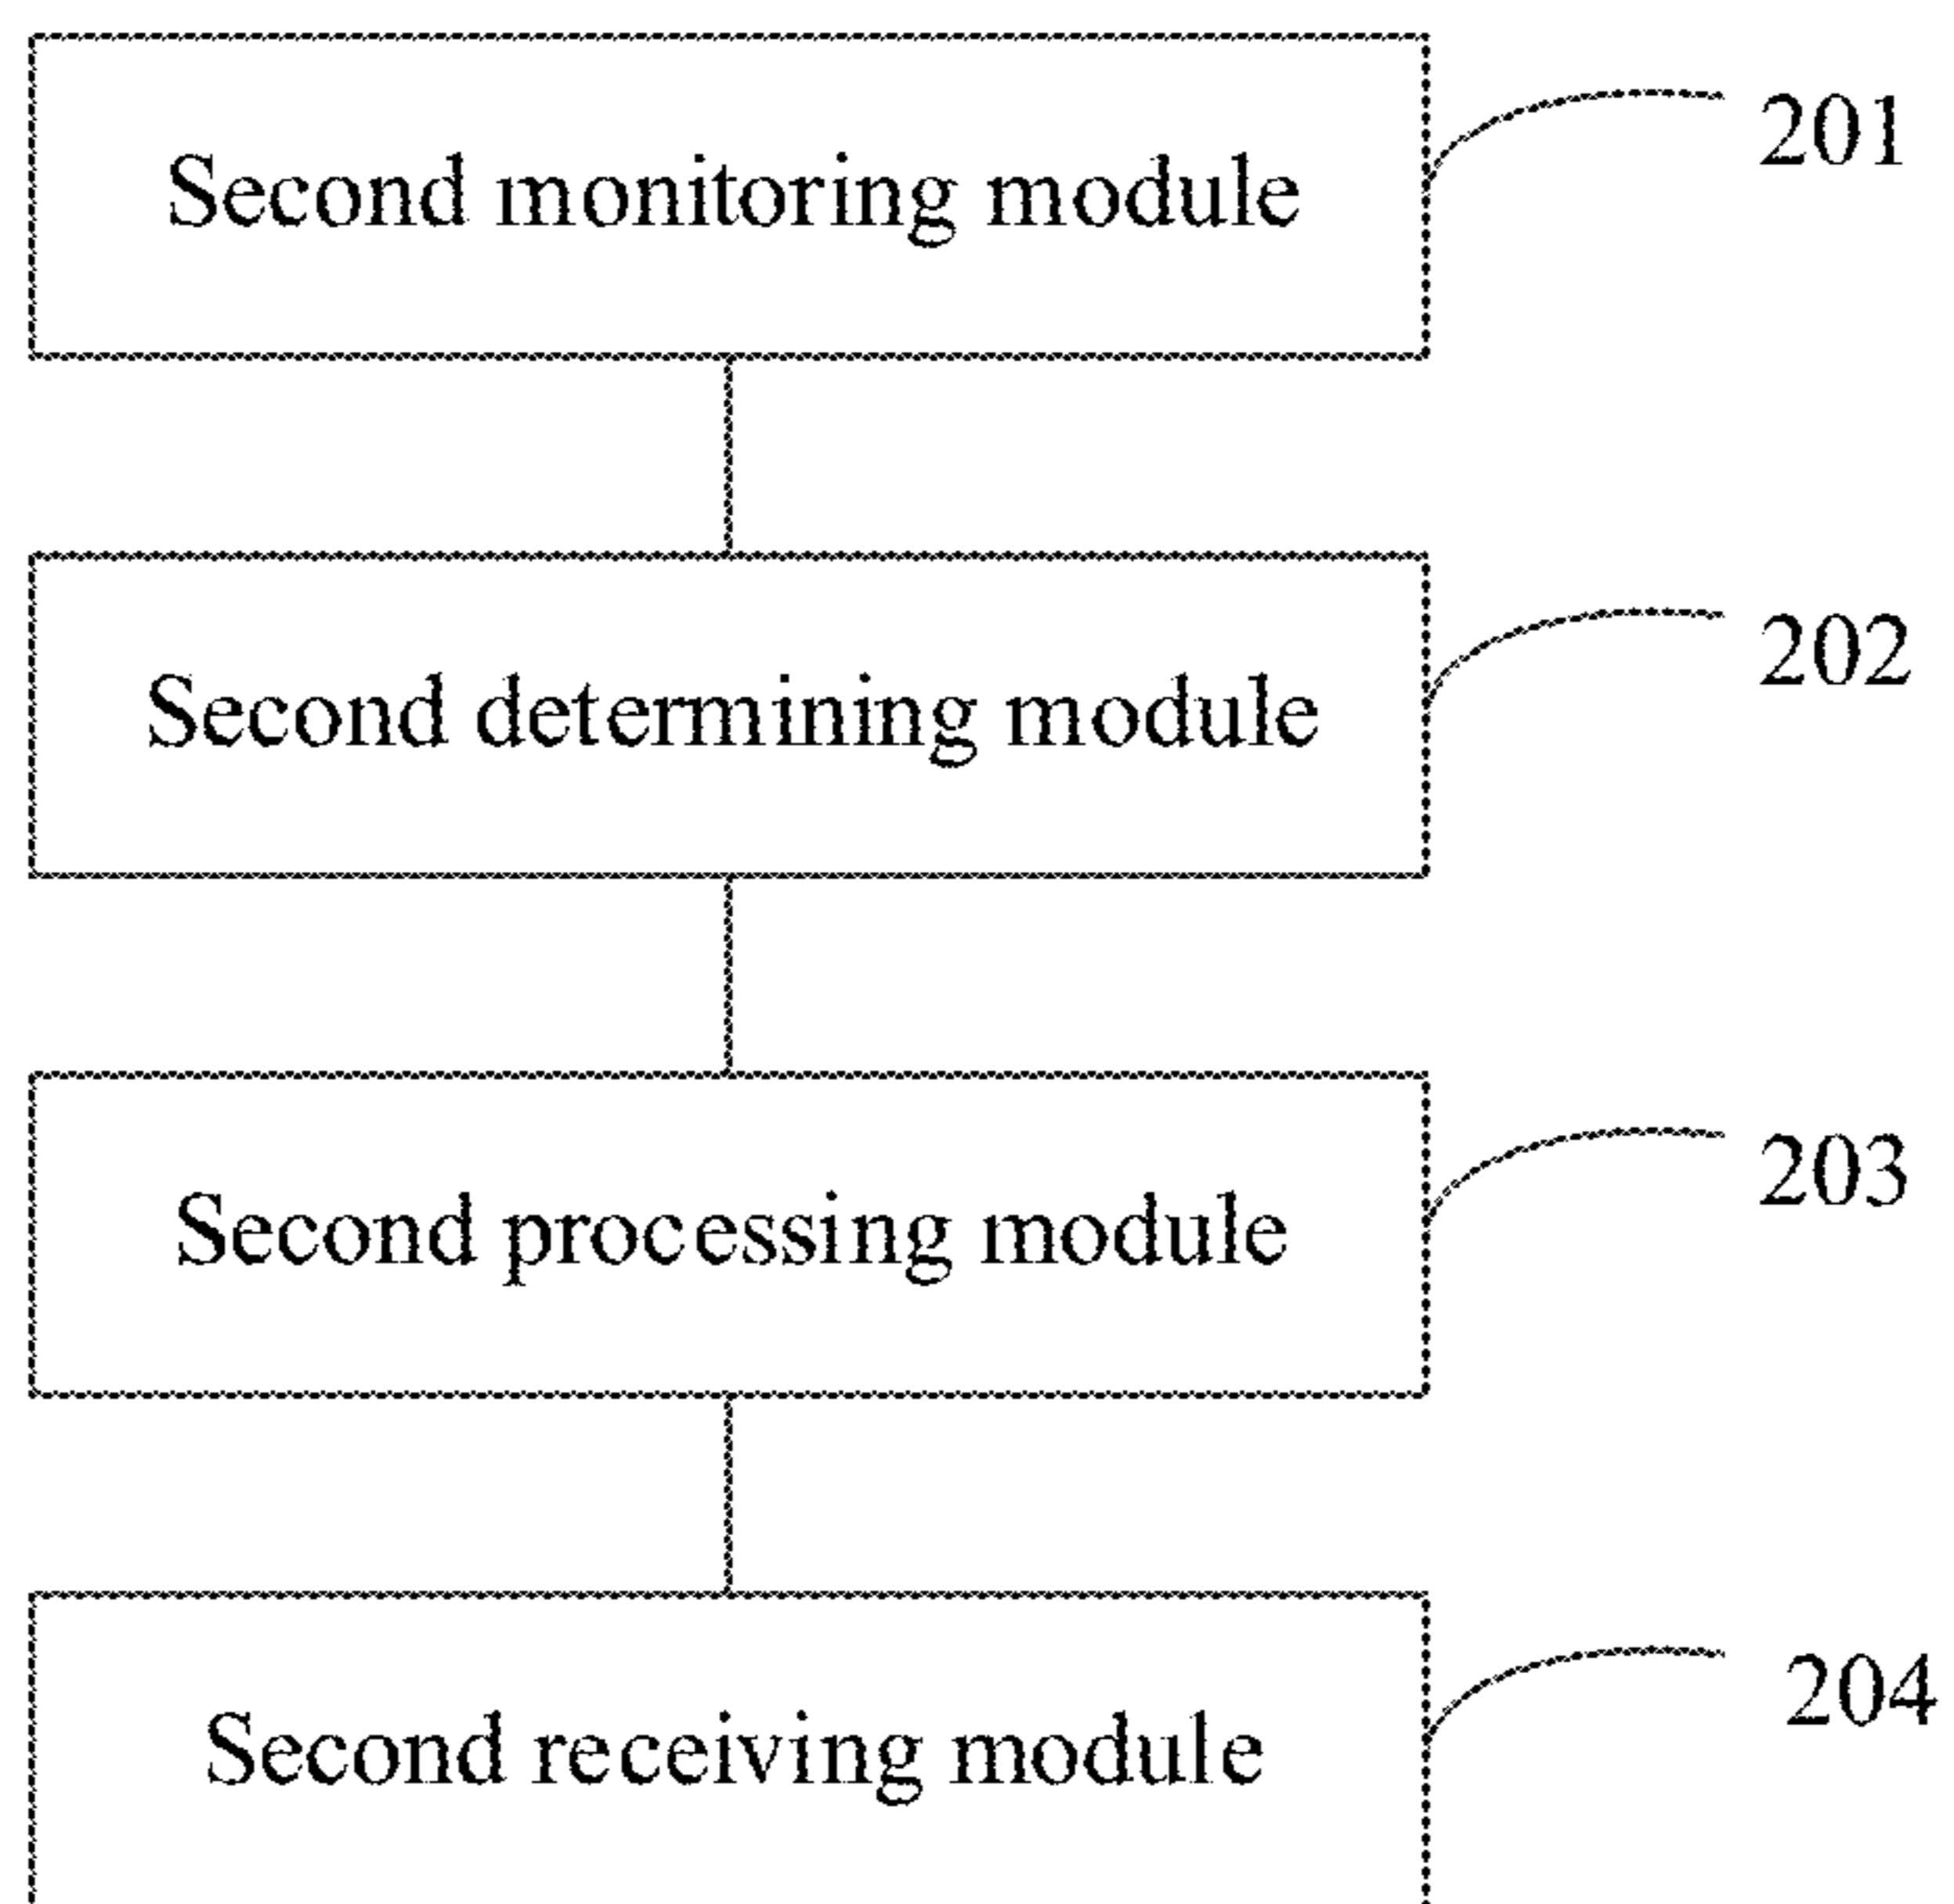 Second monitoring module
201
Second determining module
202
Second processing module
203
Second receiving module
204